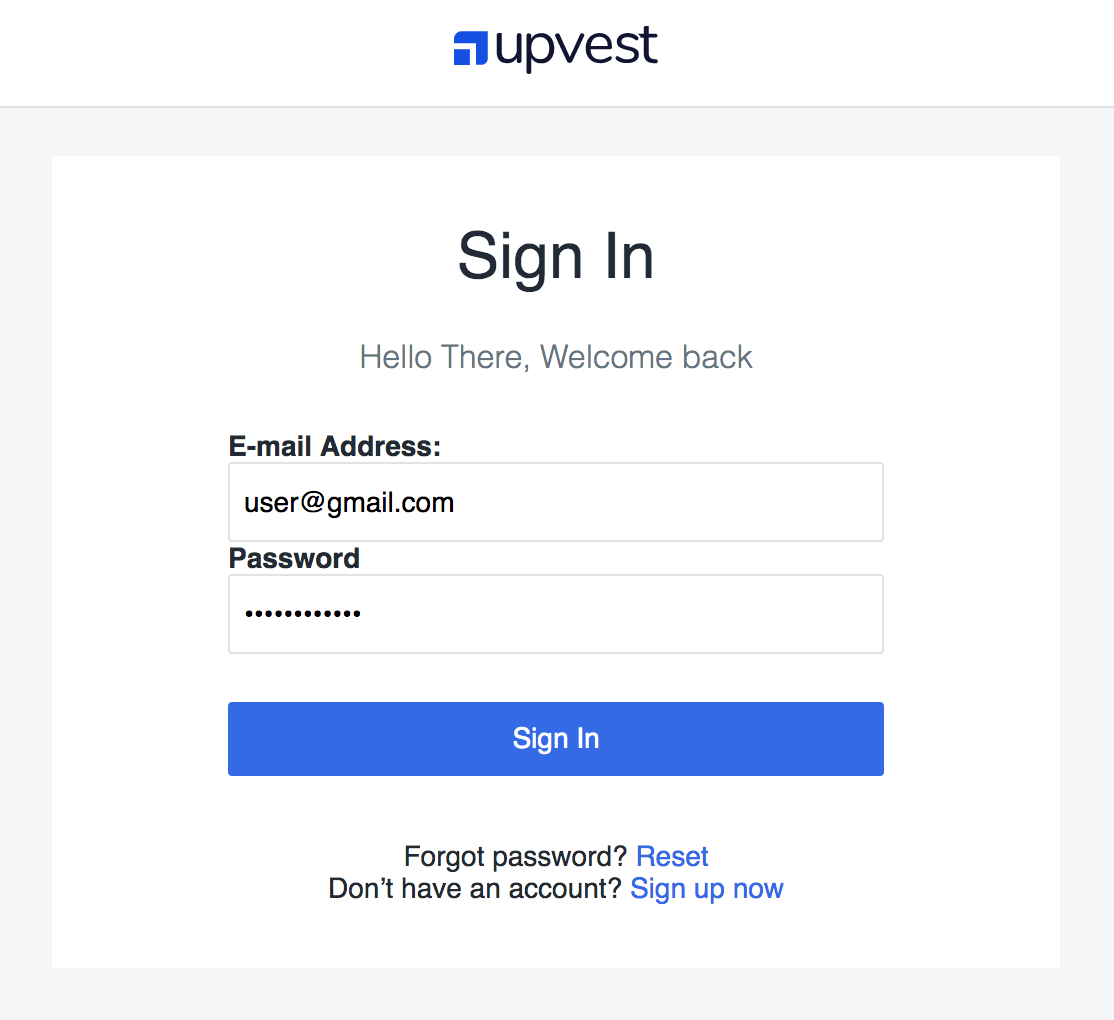 upvest
Sign In
Hello There, Welcome back
E-mail Address:
user@gmail.com
Password
••••••••••••
Sign In
Forgot password? Reset
Don’t have an account? Sign up now